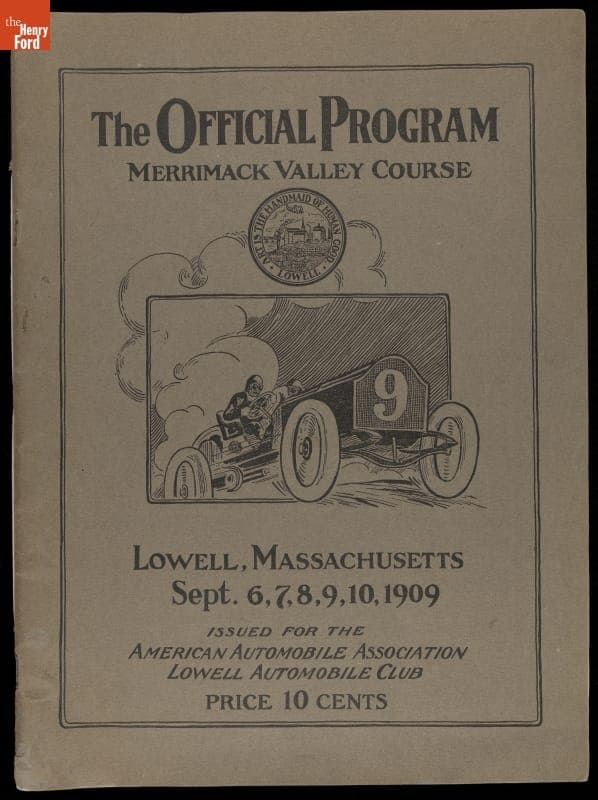 the
Henry
Ford
The OFFICIAL PROGRAM
MERRIMACK VALLEY COURSE
ART IS THE HANDMAID OF HUMAN GOOD
· LOWELL ·
9
LOWELL, MASSACHUSETTS
Sept. 6,7,8,9,10,1909
ISSUED FOR THE
AMERICAN AUTOMOBILE ASSOCIATION
LOWELL AUTOMOBILE CLUB
PRICE 10 CENTS